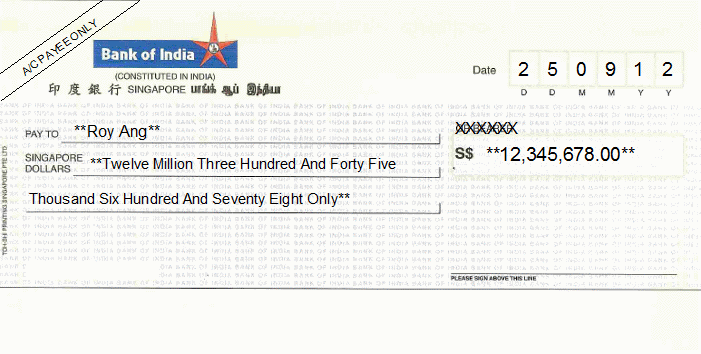 A/C PAYEE ONLY
Bank of India
(CONSTITUTED IN INDIA)
印度銀行 SINGAPORE பாங்க் ஆப் இந்தியா
Date 2 5 0 9 1 2
D D M M Y Y
PAY TO **Roy Ang**
XXXXXX
SINGAPORE DOLLARS **Twelve Million Three Hundred And Forty Five
S$ **12,345,678.00**
Thousand Six Hundred And Seventy Eight Only**
PLEASE SIGN ABOVE THIS LINE